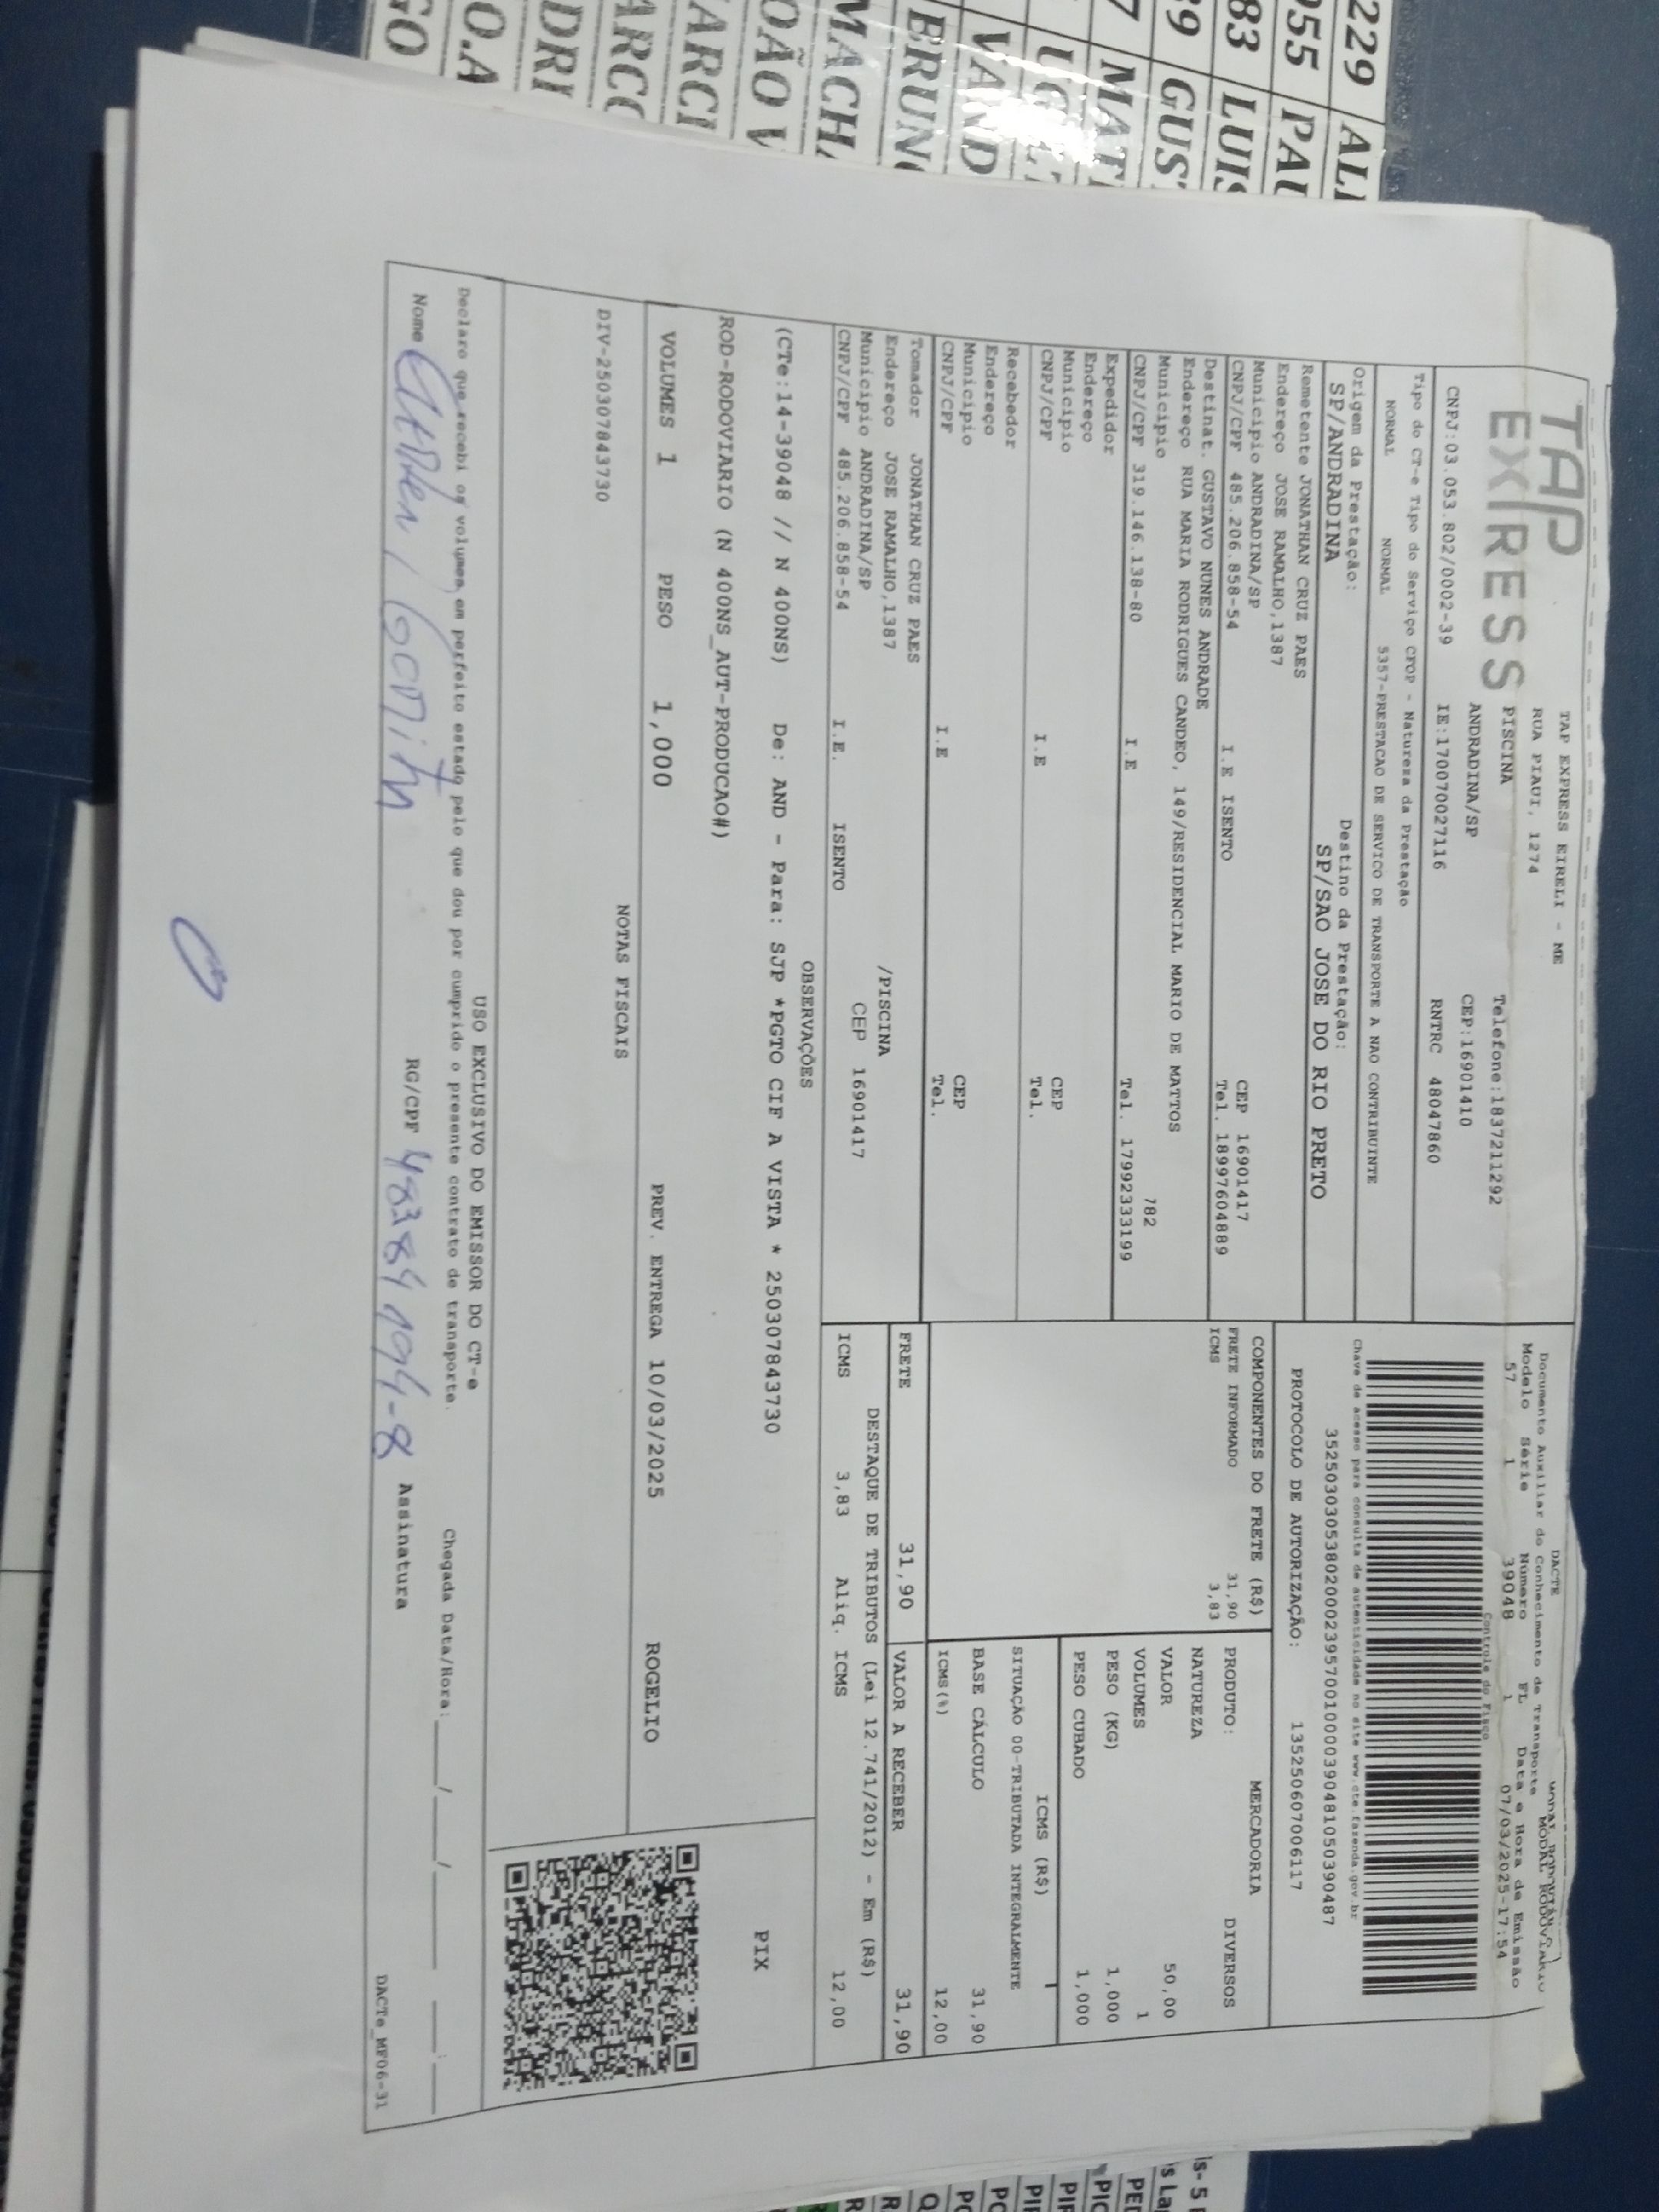 TAP
EXPRESS
TAP EXPRESS EIRELI - ME
RUA PIAUI, 1274
PISCINA
Telefone:1837211292
ANDRADINA/SP
CEP:16901410
CNPJ:03.053.802/0002-39
IE:170070027116
RNTRC 48047860
DACTE
Documento Auxiliar do Conhecimento de Transporte
MODAL RODOVIARIO
Modelo Série Número FL Data e Hora de Emissão
57 1 39048 1 07/03/2025-17:54
Controle do Fisco
Tipo do CT-e Tipo do Serviço CFOP - Natureza da Prestação
NORMAL NORMAL 5357-PRESTACAO DE SERVICO DE TRANSPORTE A NAO CONTRIBUINTE
Chave de acesso para consulta de autenticidade no site www.cte.fazenda.gov.br
Origem da Prestação: Destino da Prestação:
SP/ANDRADINA SP/SAO JOSE DO RIO PRETO
35250303053802000239570010000390481050390487
PROTOCOLO DE AUTORIZAÇÃO: 135250607006117
Remetente JONATHAN CRUZ PAES
Endereço JOSE RAMALHO,1387
Municipio ANDRADINA/SP CEP 16901417
CNPJ/CPF 485.206.858-54 I.E ISENTO Tel. 18997604889
Destinat. GUSTAVO NUNES ANDRADE
Endereço RUA MARIA RODRIGUES CANDEO, 149/RESIDENCIAL MARIO DE MATTOS
Municipio 782
CNPJ/CPF 319.146.138-80 I.E Tel. 17992333199
Expedidor
Endereço
Municipio CEP
CNPJ/CPF I.E Tel.
Recebedor
Endereço
Municipio CEP
CNPJ/CPF I.E Tel.
Tomador JONATHAN CRUZ PAES
Endereço JOSE RAMALHO,1387 /PISCINA
Municipio ANDRADINA/SP CEP 16901417
CNPJ/CPF 485.206.858-54 I.E. ISENTO
COMPONENTES DO FRETE (R$)
FRETE INFORMADO 31,90
ICMS 3,83
MERCADORIA
PRODUTO: DIVERSOS
NATUREZA
VALOR 50,00
VOLUMES 1
PESO (KG) 1,000
PESO CUBADO 1,000
ICMS (R$)
SITUAÇÃO 00-TRIBUTADA INTEGRALMENTE
BASE CÁLCULO 31,90
ICMS(%) 12,00
FRETE 31,90 VALOR A RECEBER 31,90
DESTAQUE DE TRIBUTOS (Lei 12.741/2012) - Em (R$)
ICMS 3,83 Aliq. ICMS 12,00
OBSERVAÇÕES
(CTe:14-39048 // N 400NS) De: AND - Para: SJP *PGTO CIF A VISTA * 250307843730
ROD-RODOVIARIO (N 400NS_AUT-PRODUCAO#)
PIX
VOLUMES 1 PESO 1,000 PREV. ENTREGA 10/03/2025 ROGELIO
NOTAS FISCAIS
DIV-250307843730
USO EXCLUSIVO DO EMISSOR DO CT-e
Declaro que recebi os volumes em perfeito estado pelo que dou por cumprido o presente contrato de transporte. Chegada Data/Hora: ___/___/___ __:__
Nome RG/CPF 48384194-8 Assinatura
DACTe_MF06-31